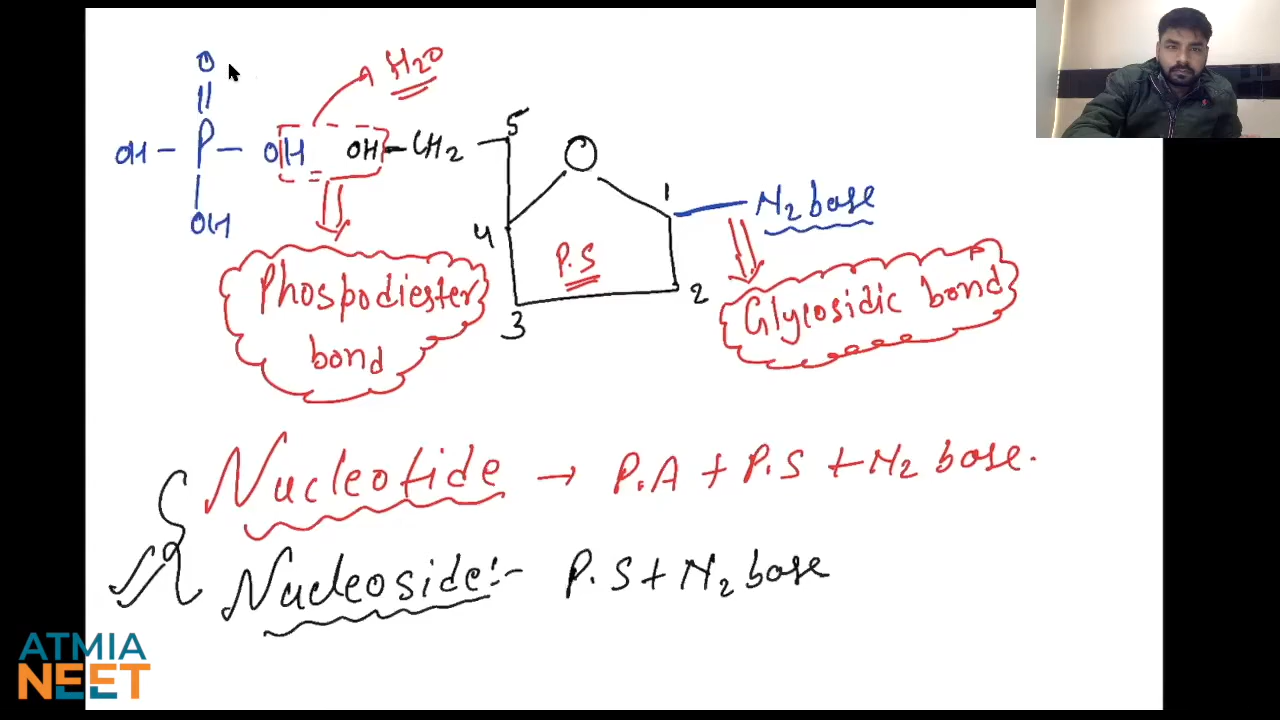 O
||
H₂O
OH - P - OH OH - CH₂ 5
O
OH
1
N₂ base
4
P.S
2
3
Phospodiester
bond
Glycosidic bond
Nucleotide → P.A + P.S + N₂ base.
Nucleoside:- P.S + N₂ base
ATMIA
NEET